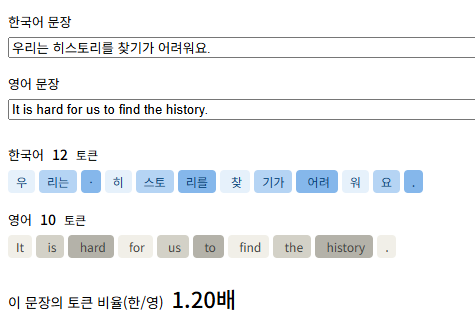 한국어 문장
우리는 히스토리를 찾기가 어려워요.
영어 문장
It is hard for us to find the history.
한국어 12 토큰
우 리는 · 히 스토 리를 찾 기가 어려 워 요 .
영어 10 토큰
It is hard for us to find the history .
이 문장의 토큰 비율(한/영) 1.20배